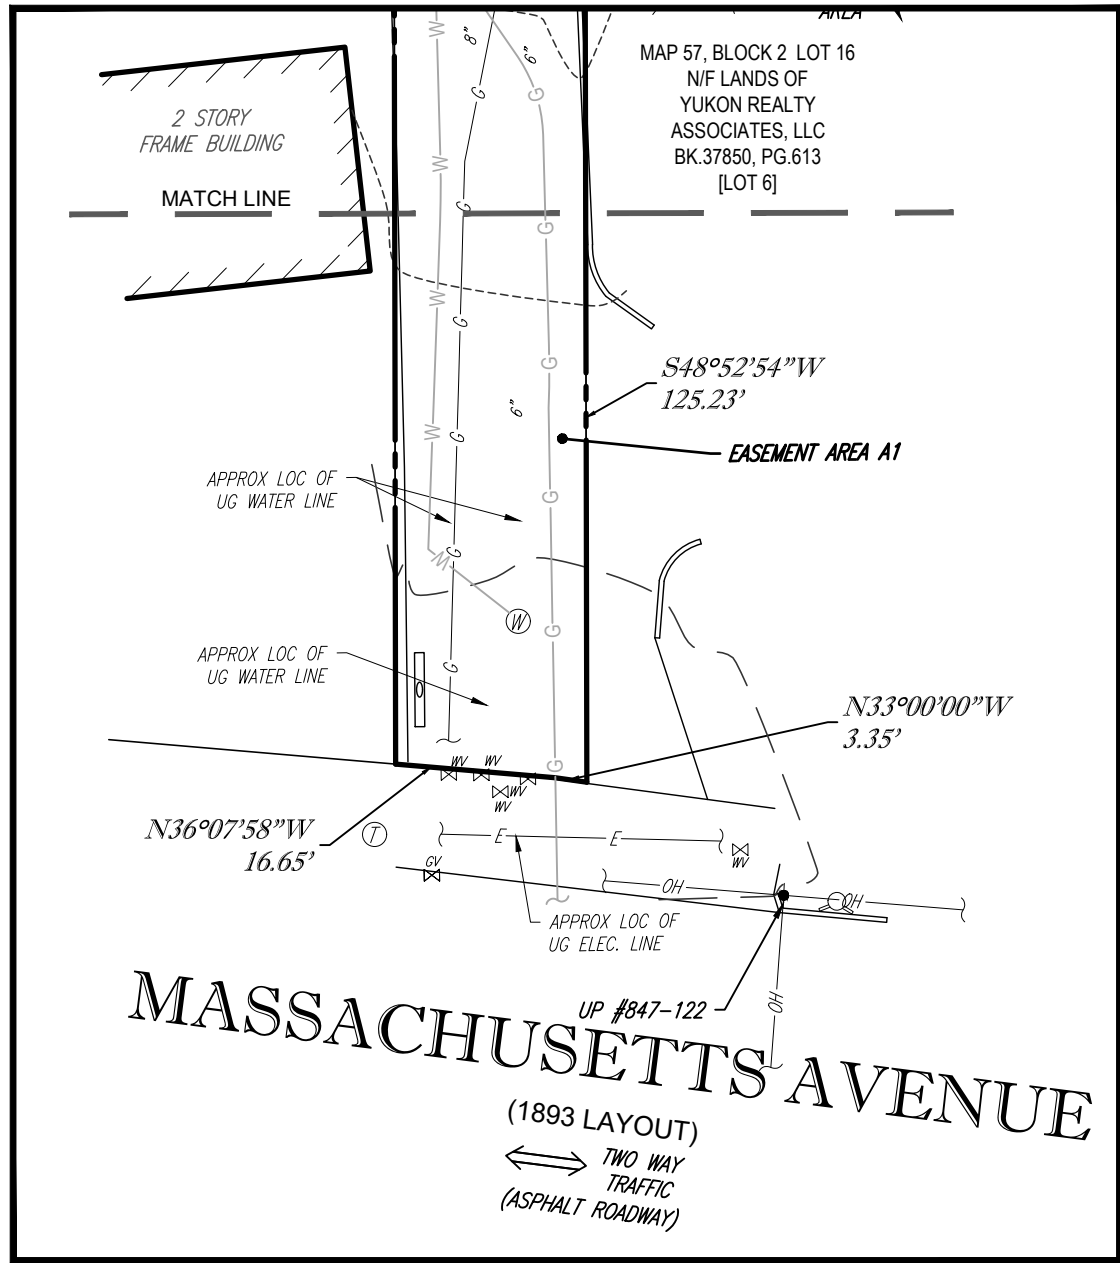 AREA
MAP 57, BLOCK 2 LOT 16
N/F LANDS OF
YUKON REALTY
ASSOCIATES, LLC
BK.37850, PG.613
[LOT 6]
2 STORY
FRAME BUILDING
MATCH LINE
W
8"
6"
G
G
W
W
G
G
W
G
G
S48°52'54"W
125.23'
6"
W
G
EASEMENT AREA A1
APPROX LOC OF
UG WATER LINE
G
G
W
W
G
APPROX LOC OF
UG WATER LINE
G
N33°00'00"W
3.35'
G
WV
WV
WV
WV
N36°07'58"W
16.65'
T
E
E
WV
GV
OH
OH
APPROX LOC OF
UG ELEC. LINE
UP #847-122
OH
MASSACHUSETTS AVENUE
(1893 LAYOUT)
TWO WAY
TRAFFIC
(ASPHALT ROADWAY)